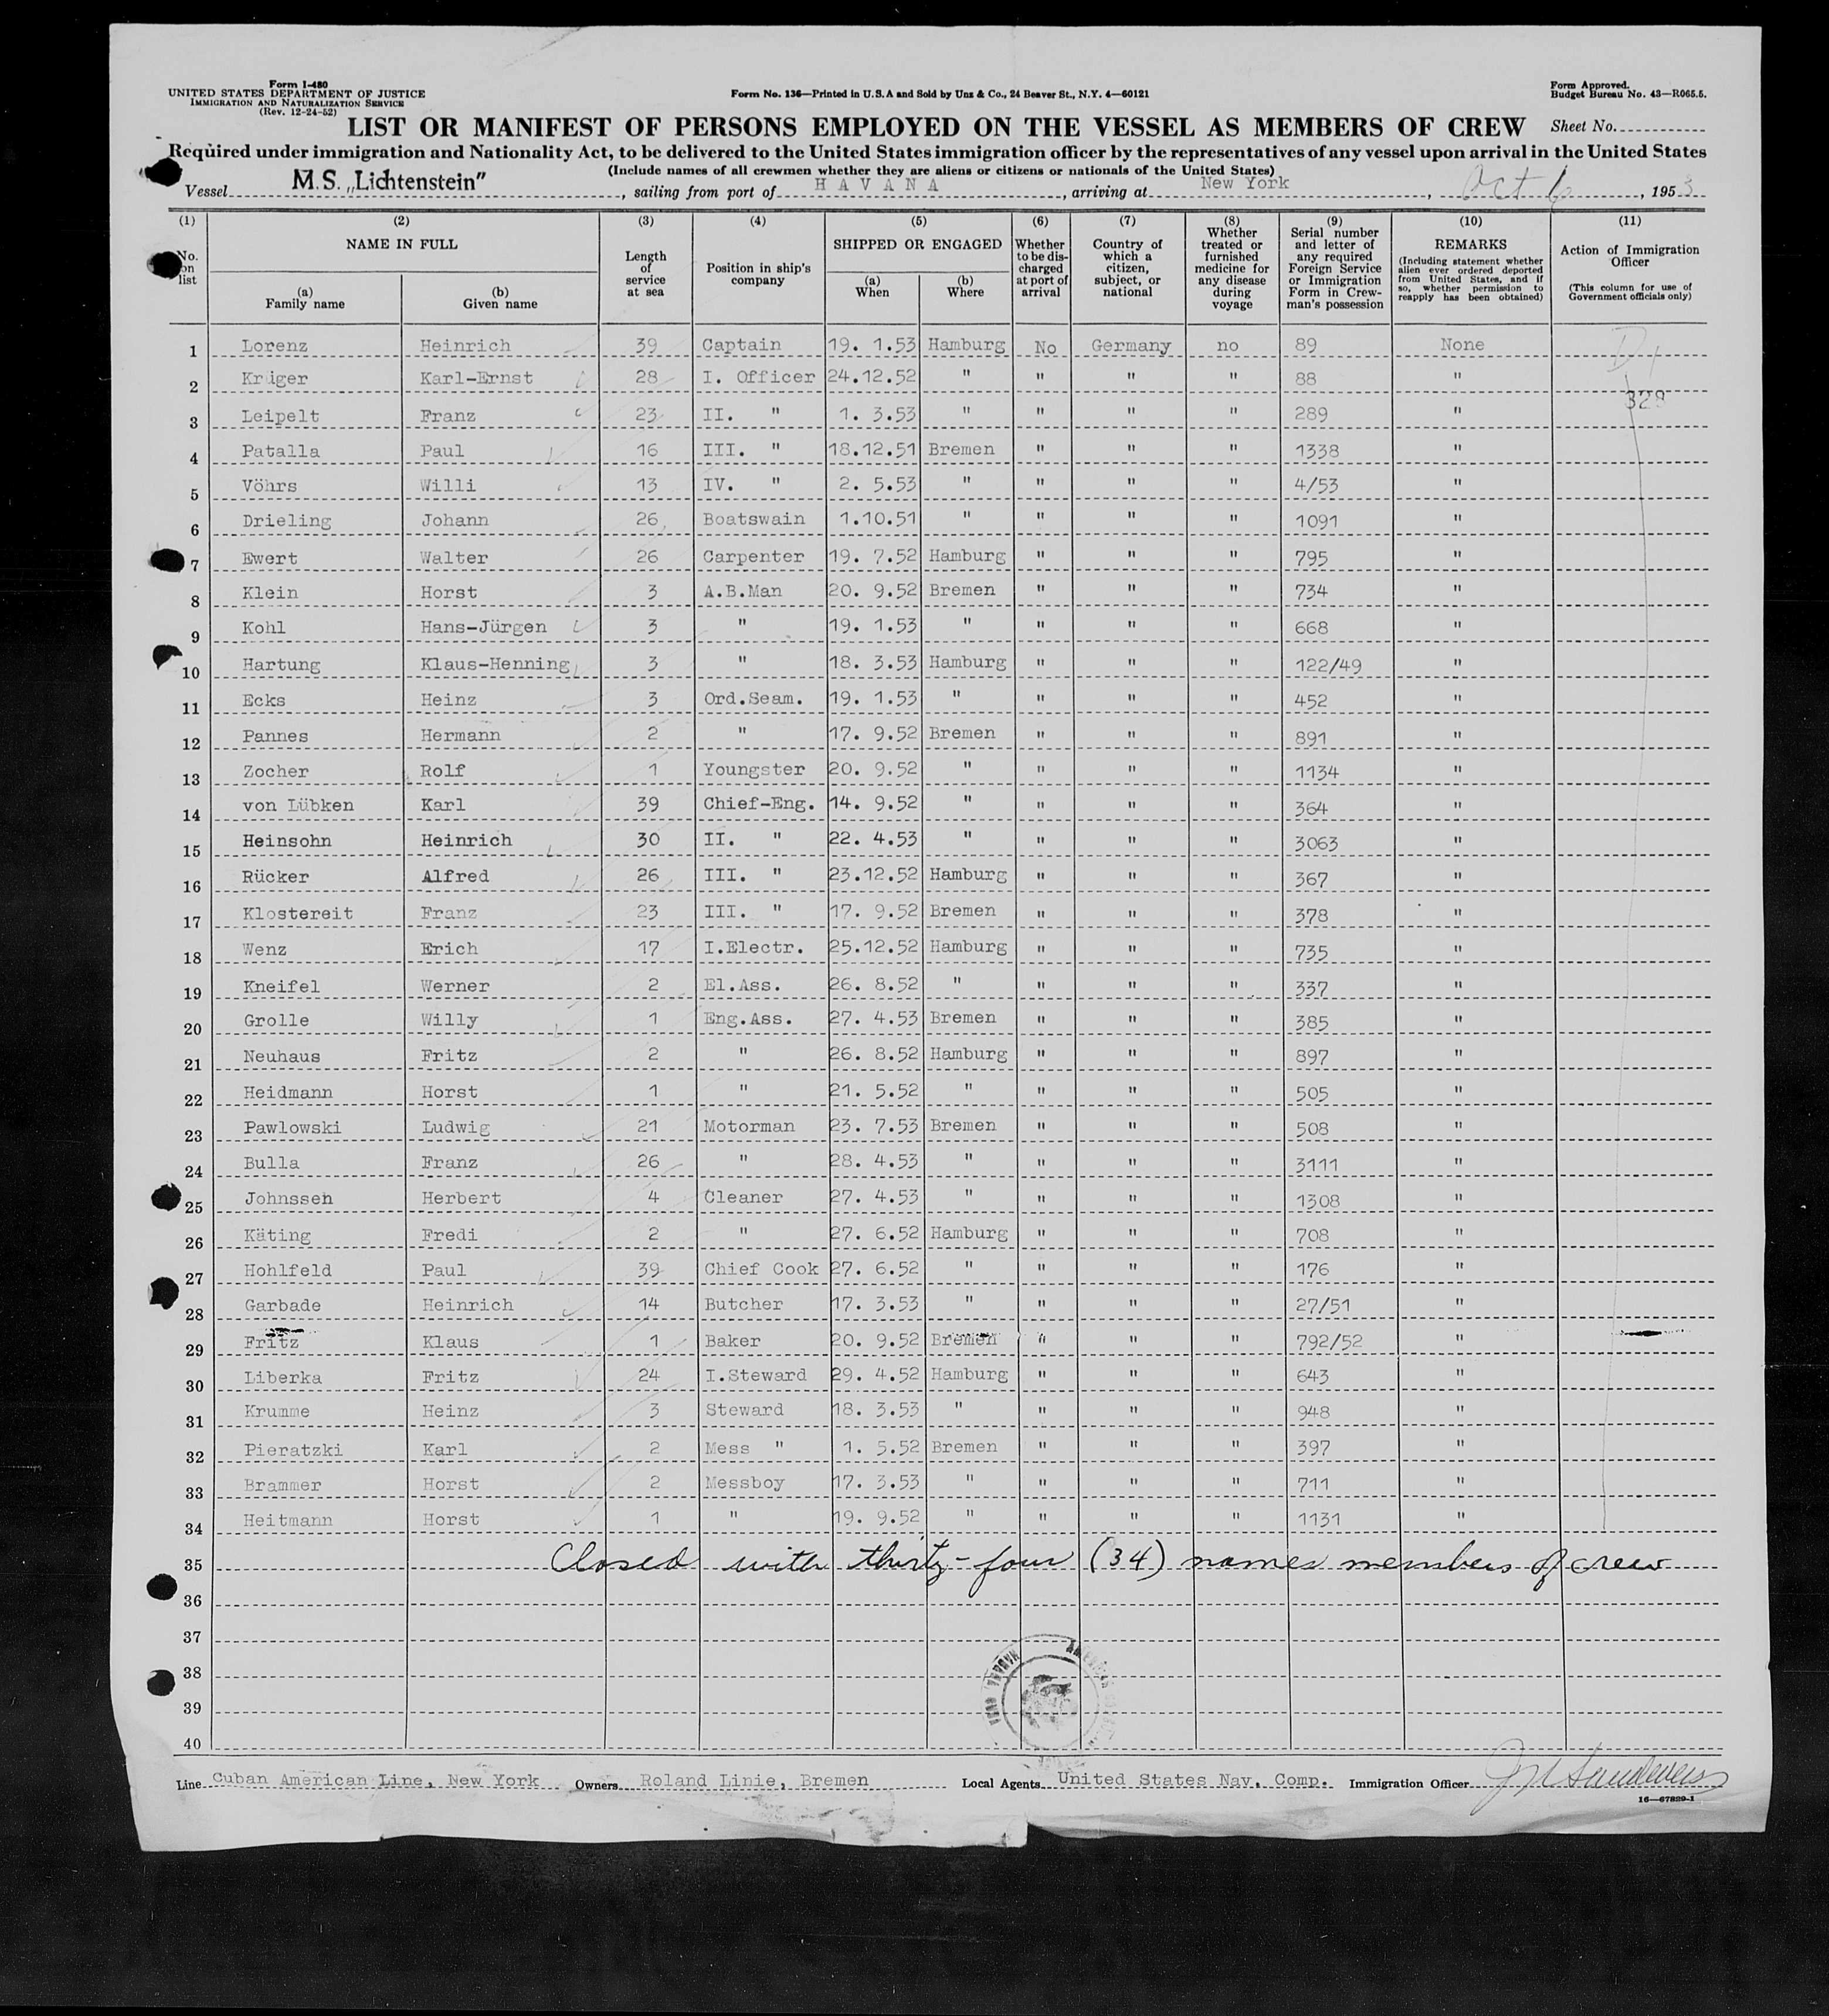 Form I-480
UNITED STATES DEPARTMENT OF JUSTICE
IMMIGRATION AND NATURALIZATION SERVICE
(Rev. 12-24-52)
Form No. 136—Printed in U.S.A and Sold by Unz & Co., 24 Beaver St., N.Y. 4—60121
Form Approved.
Budget Bureau No. 43—R065.5.
LIST OR MANIFEST OF PERSONS EMPLOYED ON THE VESSEL AS MEMBERS OF CREW Sheet No.
Required under immigration and Nationality Act, to be delivered to the United States immigration officer by the representatives of any vessel upon arrival in the United States
(Include names of all crewmen whether they are aliens or citizens or nationals of the United States)
Vessel M.S. „Lichtenstein“, sailing from port of HAVANA, arriving at New York, Oct 6, 1953
(1) (2) (3) (4) (5) (6) (7) (8) (9) (10) (11)
No. on list
NAME IN FULL
(a) Family name
(b) Given name
Length of service at sea
Position in ship's company
SHIPPED OR ENGAGED
(a) When
(b) Where
Whether to be discharged at port of arrival
Country of which a citizen, subject, or national
Whether treated or furnished medicine for any disease during voyage
Serial number and letter of any required Foreign Service or Immigration Form in Crewman's possession
REMARKS
(Including statement whether alien ever ordered deported from United States, and if so, whether permission to reapply has been obtained)
Action of Immigration Officer
(This column for use of Government officials only)
1 Lorenz Heinrich 39 Captain 19. 1.53 Hamburg No Germany no 89 None
2 Krüger Karl-Ernst 28 I. Officer 24.12.52 " " " " 88 "
3 Leipelt Franz 23 II. " 1. 3.53 " " " " 289 " 328
4 Patalla Paul 16 III. " 18.12.51 Bremen " " " 1338 "
5 Vöhrs Willi 13 IV. " 2. 5.53 " " " " 4/53 "
6 Drieling Johann 26 Boatswain 1.10.51 " " " " 1091 "
7 Ewert Walter 26 Carpenter 19. 7.52 Hamburg " " " 795 "
8 Klein Horst 3 A.B.Man 20. 9.52 Bremen " " " 734 "
9 Kohl Hans-Jürgen 3 " 19. 1.53 " " " " 668 "
10 Hartung Klaus-Henning 3 " 18. 3.53 Hamburg " " " 122/49 "
11 Ecks Heinz 3 Ord.Seam. 19. 1.53 " " " " 452 "
12 Pannes Hermann 2 " 17. 9.52 Bremen " " " 891 "
13 Zocher Rolf 1 Youngster 20. 9.52 " " " " 1134 "
14 von Lübken Karl 39 Chief-Eng. 14. 9.52 " " " " 364 "
15 Heinsohn Heinrich 30 II. " 22. 4.53 " " " " 3063 "
16 Rücker Alfred 26 III. " 23.12.52 Hamburg " " " 367 "
17 Klostereit Franz 23 III. " 17. 9.52 Bremen " " " 378 "
18 Wenz Erich 17 I.Electr. 25.12.52 Hamburg " " " 735 "
19 Kneifel Werner 2 El.Ass. 26. 8.52 " " " " 337 "
20 Grolle Willy 1 Eng.Ass. 27. 4.53 Bremen " " " 385 "
21 Neuhaus Fritz 2 " 26. 8.52 Hamburg " " " 897 "
22 Heidmann Horst 1 " 21. 5.52 " " " " 505 "
23 Pawlowski Ludwig 21 Motorman 23. 7.53 Bremen " " " 508 "
24 Bulla Franz 26 " 28. 4.53 " " " " 3111 "
25 Johnssen Herbert 4 Cleaner 27. 4.53 " " " " 1308 "
26 Käting Fredi 2 " 27. 6.52 Hamburg " " " 708 "
27 Hohlfeld Paul 39 Chief Cook 27. 6.52 " " " " 176 "
28 Garbade Heinrich 14 Butcher 17. 3.53 " " " " 27/51 "
29 Fritz Klaus 1 Baker 20. 9.52 Bremen " " " 792/52 "
30 Liberka Fritz 24 I.Steward 29. 4.52 Hamburg " " " 643 "
31 Krumme Heinz 3 Steward 18. 3.53 " " " " 948 "
32 Pieratzki Karl 2 Mess " 1. 5.52 Bremen " " " 397 "
33 Brammer Horst 2 Messboy 17. 3.53 " " " " 711 "
34 Heitmann Horst 1 " 19. 9.52 " " " " 1131 "
35 Closed with thirty-four (34) names members of crew
36
37
38
39
40
Line Cuban American Line, New York Owners Roland Linie, Bremen Local Agents United States Nav. Comp. Immigration Officer
16—67829-1